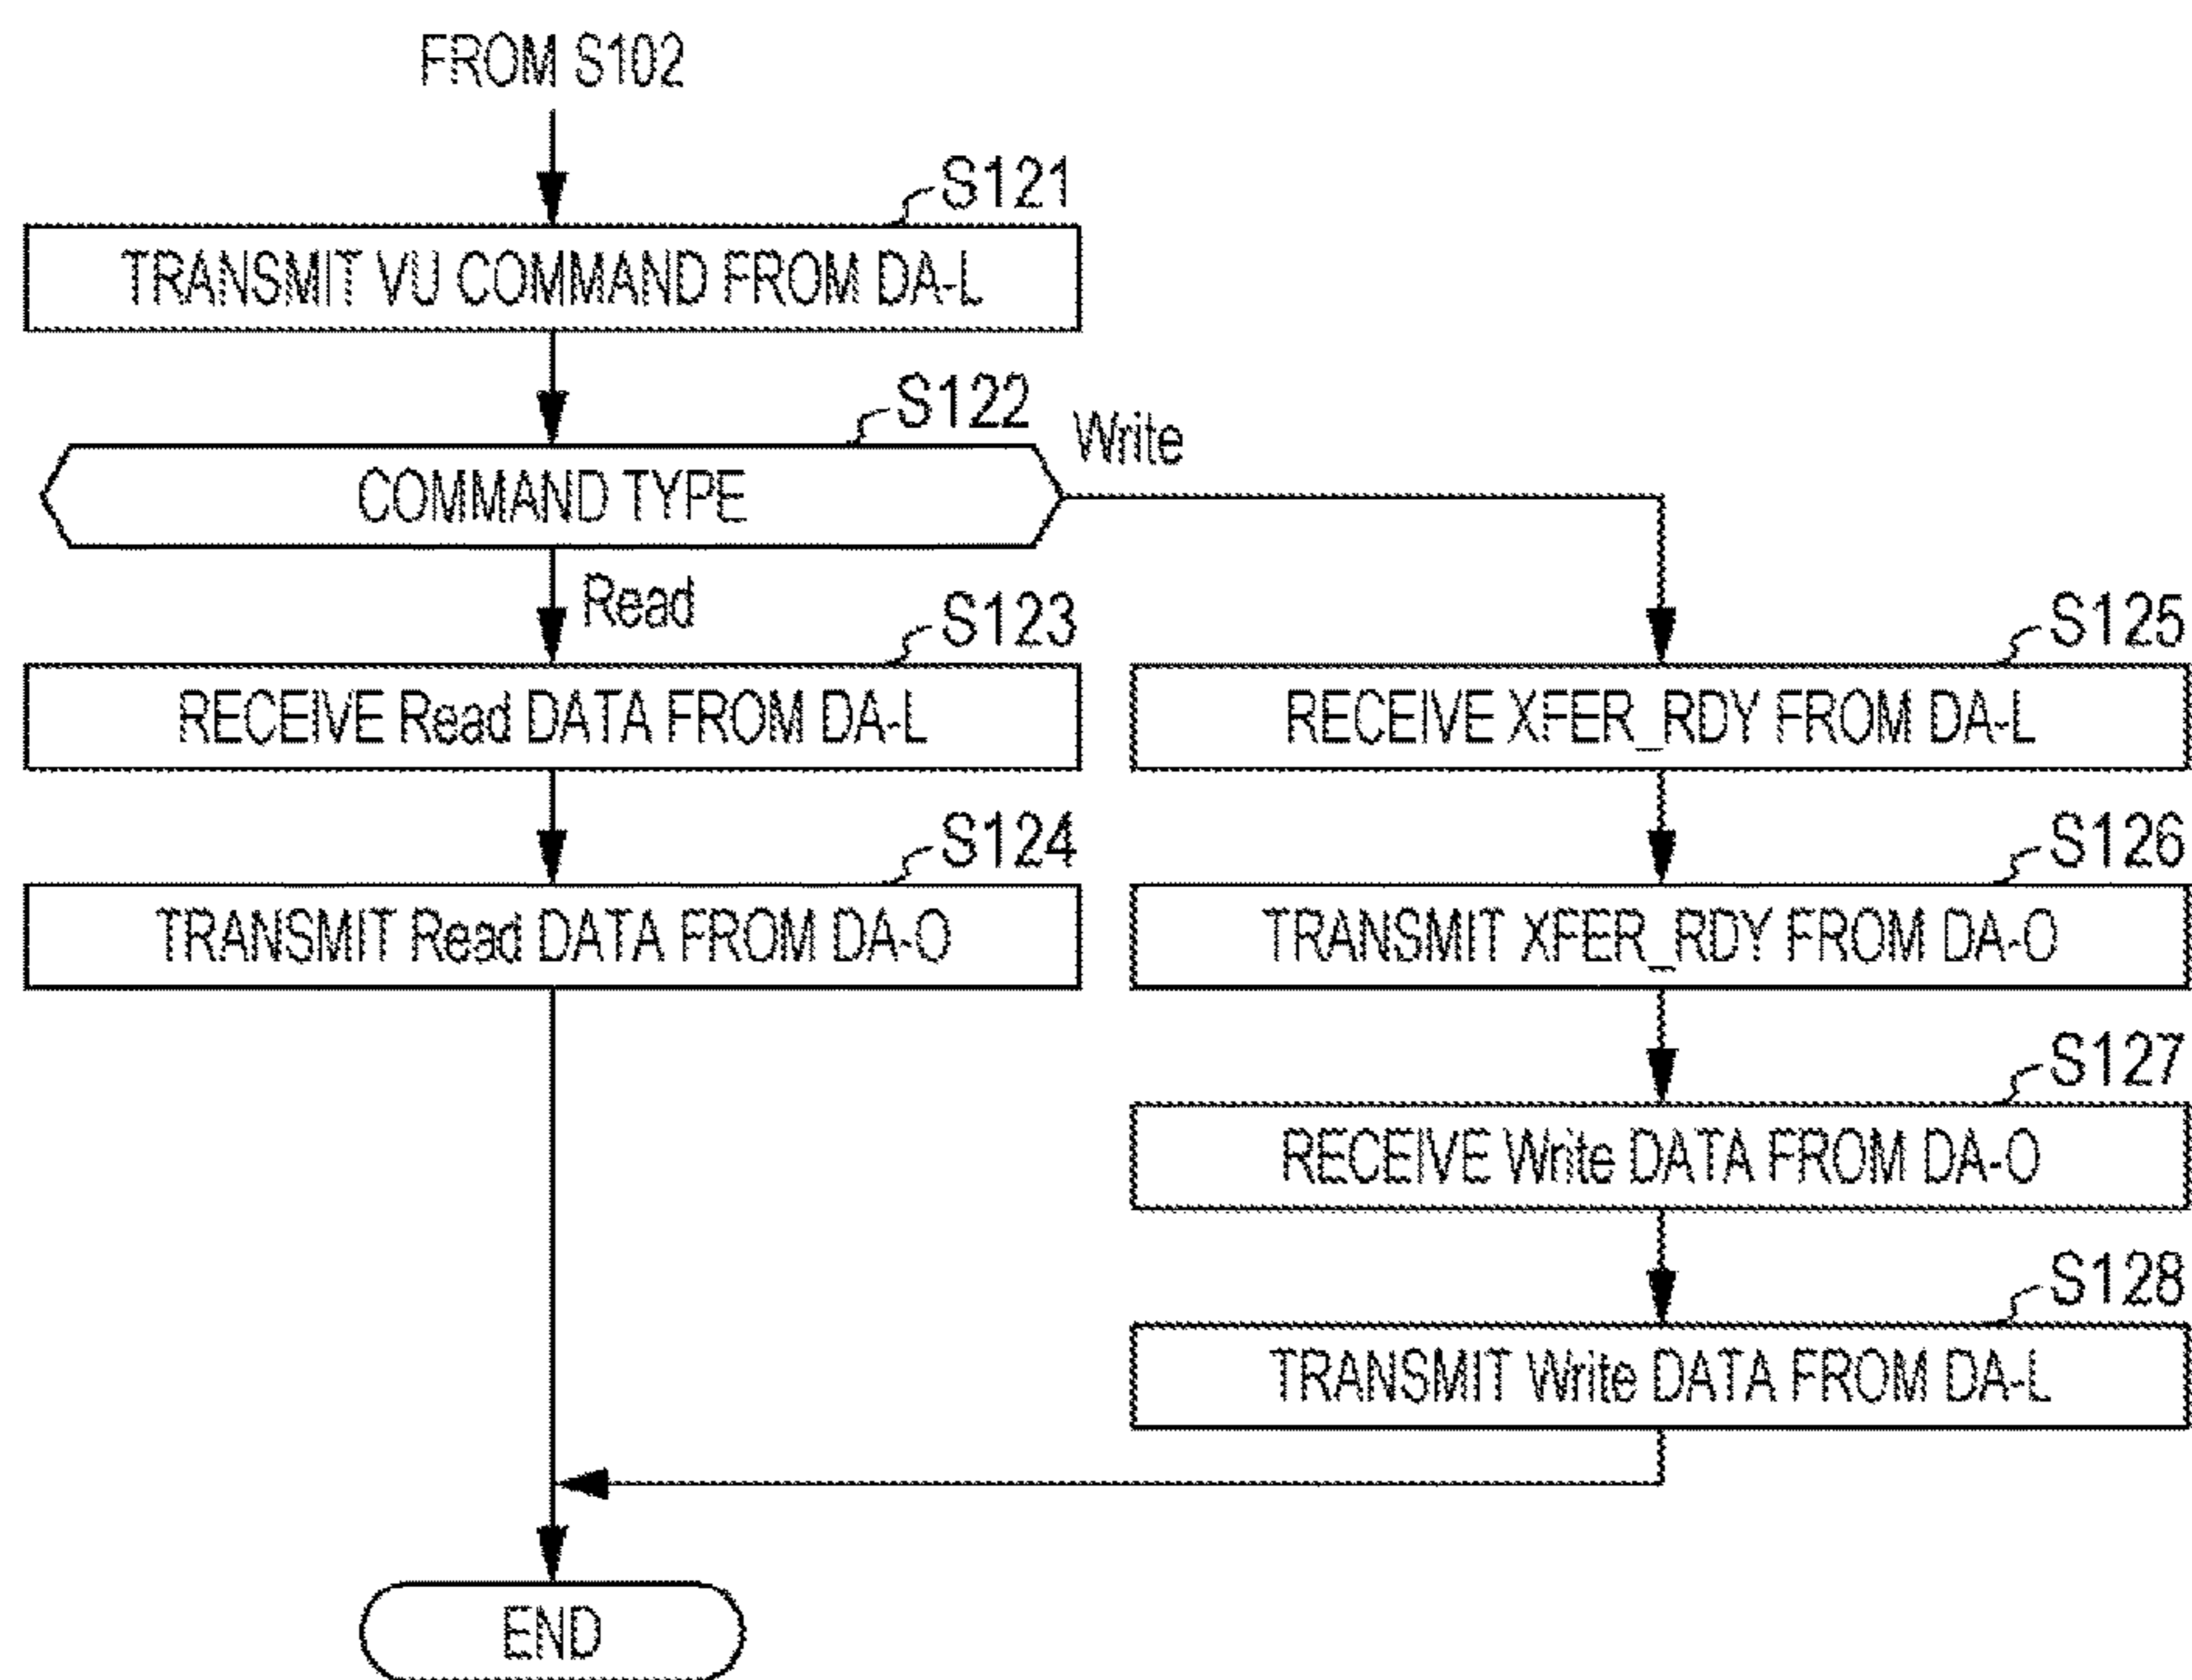 FROM S102
S121
TRANSMIT VU COMMAND FROM DA-L
S122
COMMAND TYPE
Write
Read
S123
RECEIVE Read DATA FROM DA-L
S124
TRANSMIT Read DATA FROM DA-O
S125
RECEIVE XFER_RDY FROM DA-L
S126
TRANSMIT XFER_RDY FROM DA-O
S127
RECEIVE Write DATA FROM DA-O
S128
TRANSMIT Write DATA FROM DA-L
END